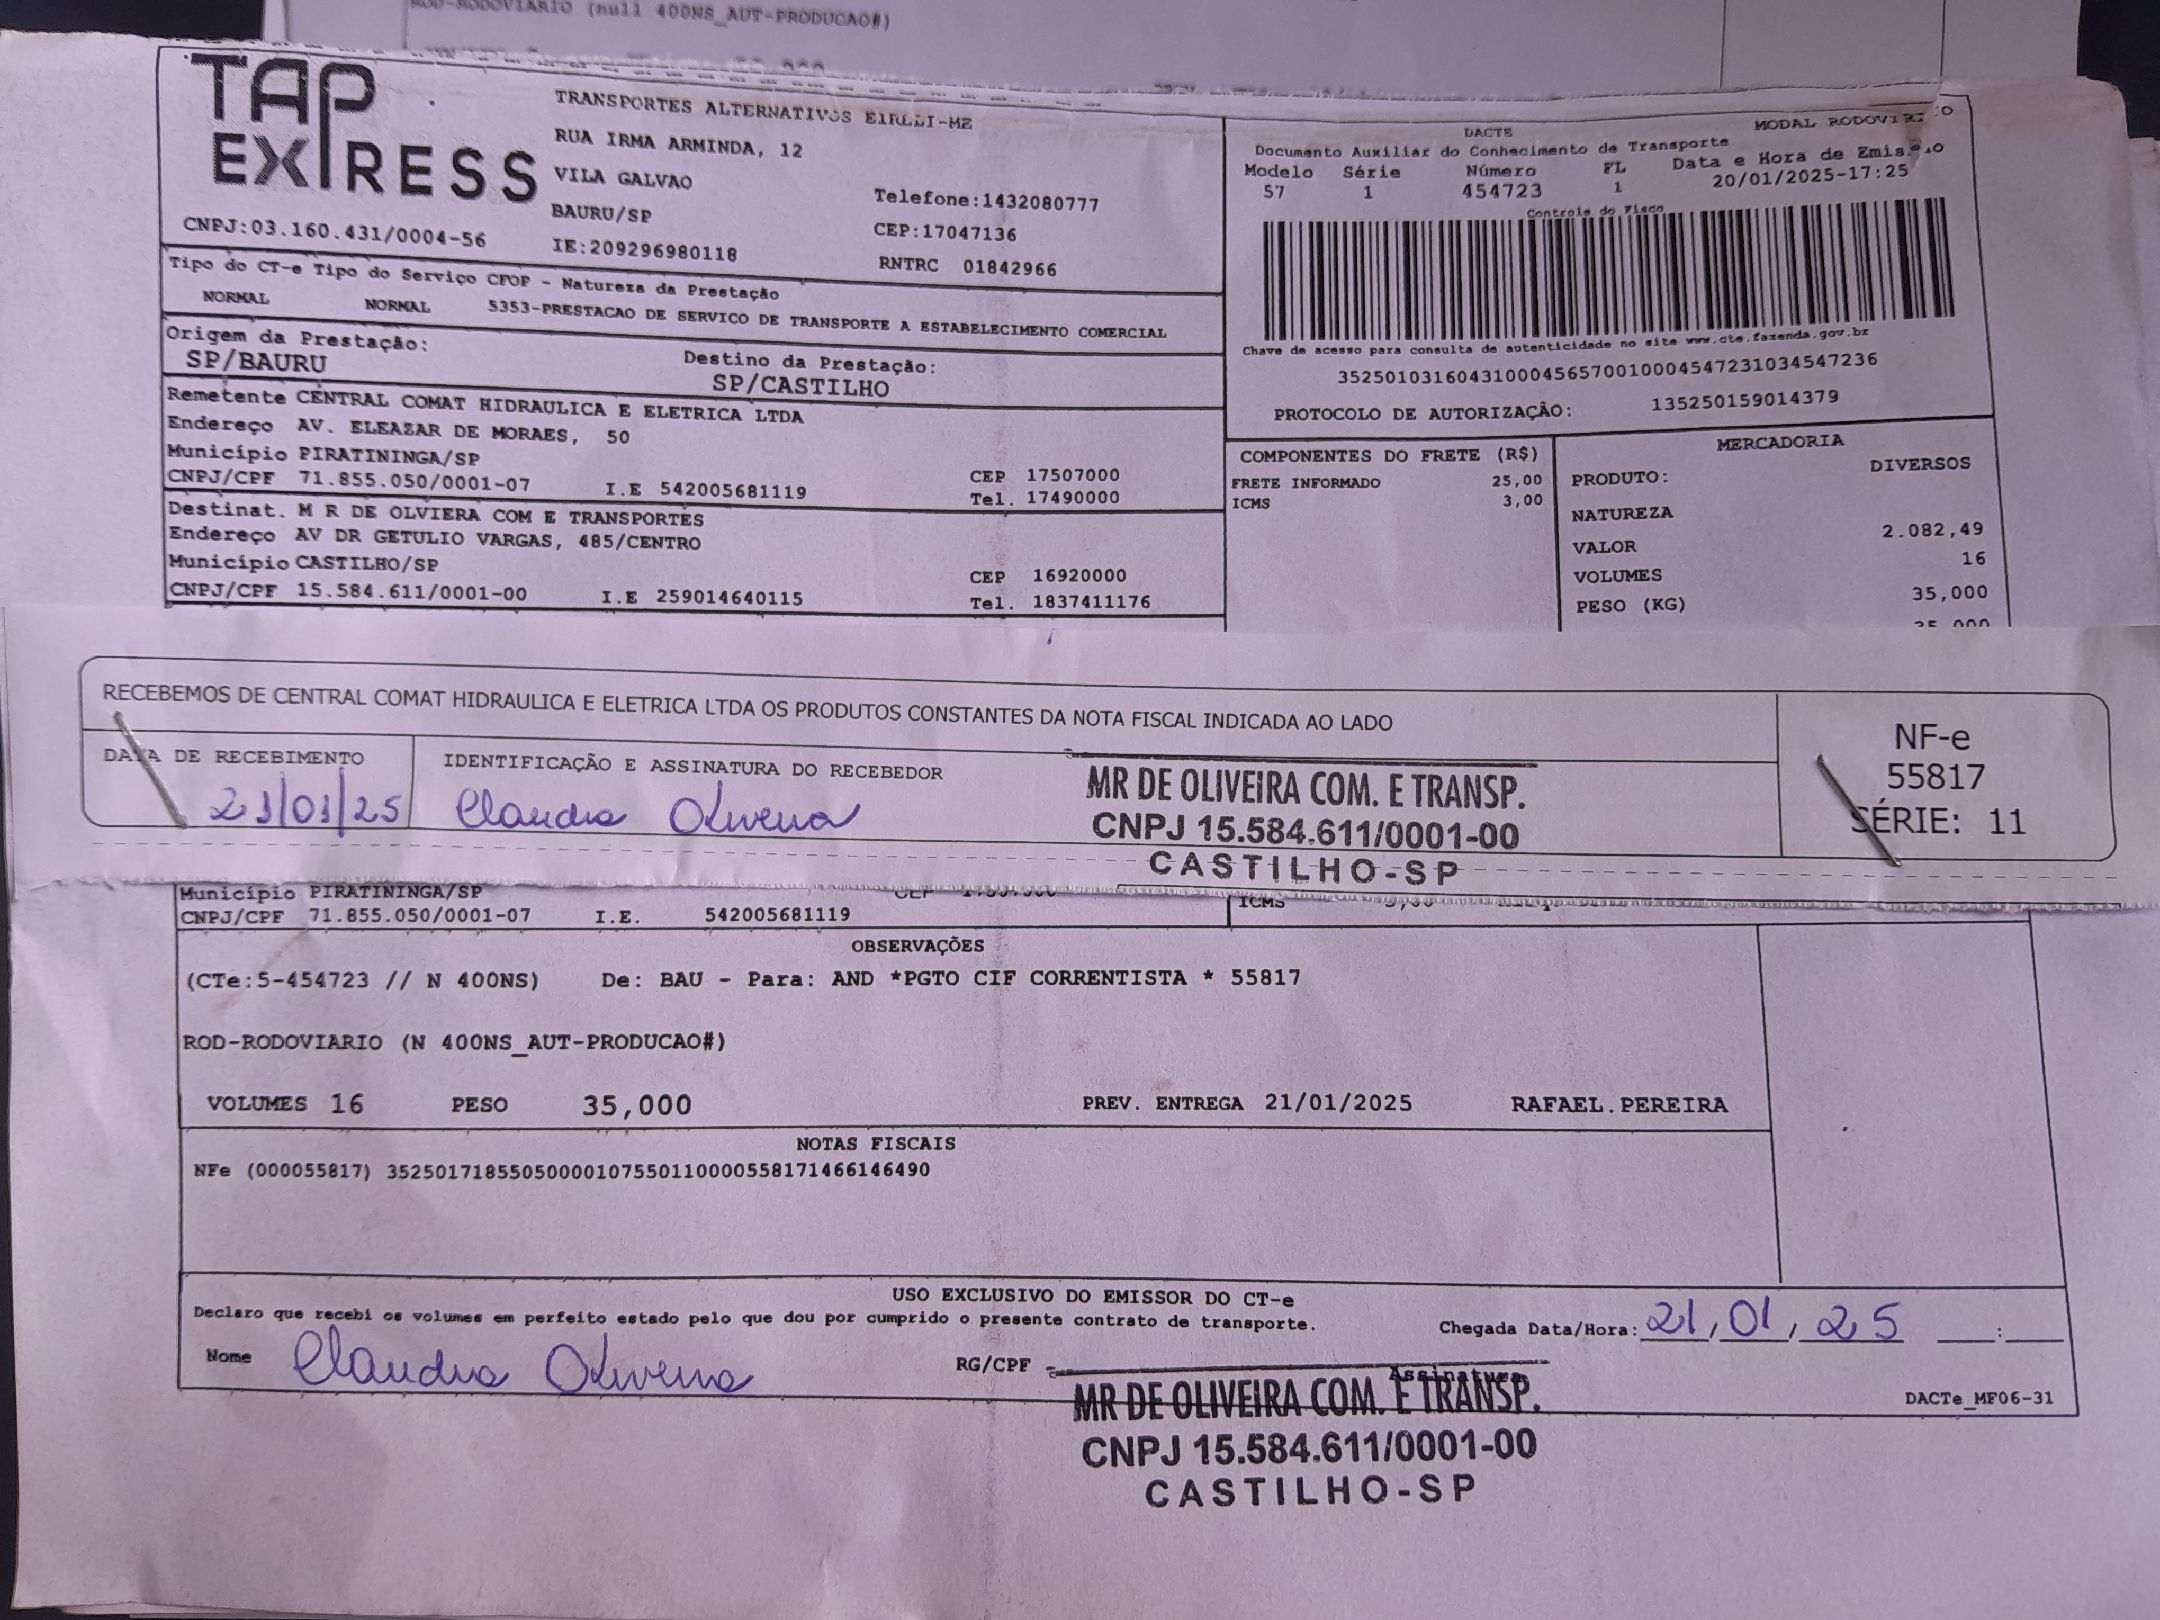 ROD-RODOVIARIO (null 400NS_AUT-PRODUCAO#)
TAP EXPRESS
TRANSPORTES ALTERNATIVOS EIRELI-ME
RUA IRMA ARMINDA, 12
VILA GALVAO
BAURU/SP
IE:209296980118
Telefone:1432080777
CEP:17047136
RNTRC 01842966
CNPJ:03.160.431/0004-56
DACTE
MODAL RODOVIARIO
Documento Auxiliar do Conhecimento de Transporte
Modelo Série Número FL Data e Hora de Emissão
57 1 454723 1 20/01/2025-17:25
Controle do Fisco
Chave de acesso para consulta de autenticidade no site www.cte.fazenda.gov.br
35250103160431000456570010004547231034547236
PROTOCOLO DE AUTORIZAÇÃO: 135250159014379
Tipo do CT-e Tipo do Serviço CFOP - Natureza da Prestação
NORMAL NORMAL 5353-PRESTACAO DE SERVICO DE TRANSPORTE A ESTABELECIMENTO COMERCIAL
Origem da Prestação: Destino da Prestação:
SP/BAURU SP/CASTILHO
Remetente CENTRAL COMAT HIDRAULICA E ELETRICA LTDA
Endereço AV. ELEAZAR DE MORAES, 50
Município PIRATININGA/SP CEP 17507000
CNPJ/CPF 71.855.050/0001-07 I.E 542005681119 Tel. 17490000
Destinat. M R DE OLVIERA COM E TRANSPORTES
Endereço AV DR GETULIO VARGAS, 485/CENTRO
Município CASTILHO/SP CEP 16920000
CNPJ/CPF 15.584.611/0001-00 I.E 259014640115 Tel. 1837411176
COMPONENTES DO FRETE (R$)
FRETE INFORMADO 25,00
ICMS 3,00
MERCADORIA
PRODUTO: DIVERSOS
NATUREZA
VALOR 2.082,49
VOLUMES 16
PESO (KG) 35,000
RECEBEMOS DE CENTRAL COMAT HIDRAULICA E ELETRICA LTDA OS PRODUTOS CONSTANTES DA NOTA FISCAL INDICADA AO LADO
DATA DE RECEBIMENTO IDENTIFICAÇÃO E ASSINATURA DO RECEBEDOR
21/01/25 Claudia Oliveira
MR DE OLIVEIRA COM. E TRANSP.
CNPJ 15.584.611/0001-00
CASTILHO-SP
NF-e
55817
SÉRIE: 11
Município PIRATININGA/SP
CNPJ/CPF 71.855.050/0001-07 I.E. 542005681119
ICMS
OBSERVAÇÕES
(CTe:5-454723 // N 400NS) De: BAU - Para: AND *PGTO CIF CORRENTISTA * 55817
ROD-RODOVIARIO (N 400NS_AUT-PRODUCAO#)
VOLUMES 16 PESO 35,000 PREV. ENTREGA 21/01/2025 RAFAEL.PEREIRA
NOTAS FISCAIS
NFe (000055817) 35250171855050000107550110000558171466146490
USO EXCLUSIVO DO EMISSOR DO CT-e
Declaro que recebi os volumes em perfeito estado pelo que dou por cumprido o presente contrato de transporte.
Chegada Data/Hora: 21/01/25 __:__
Nome Claudia Oliveira RG/CPF
Assinatura
MR DE OLIVEIRA COM. E TRANSP.
CNPJ 15.584.611/0001-00
CASTILHO-SP
DACTe_MF06-31